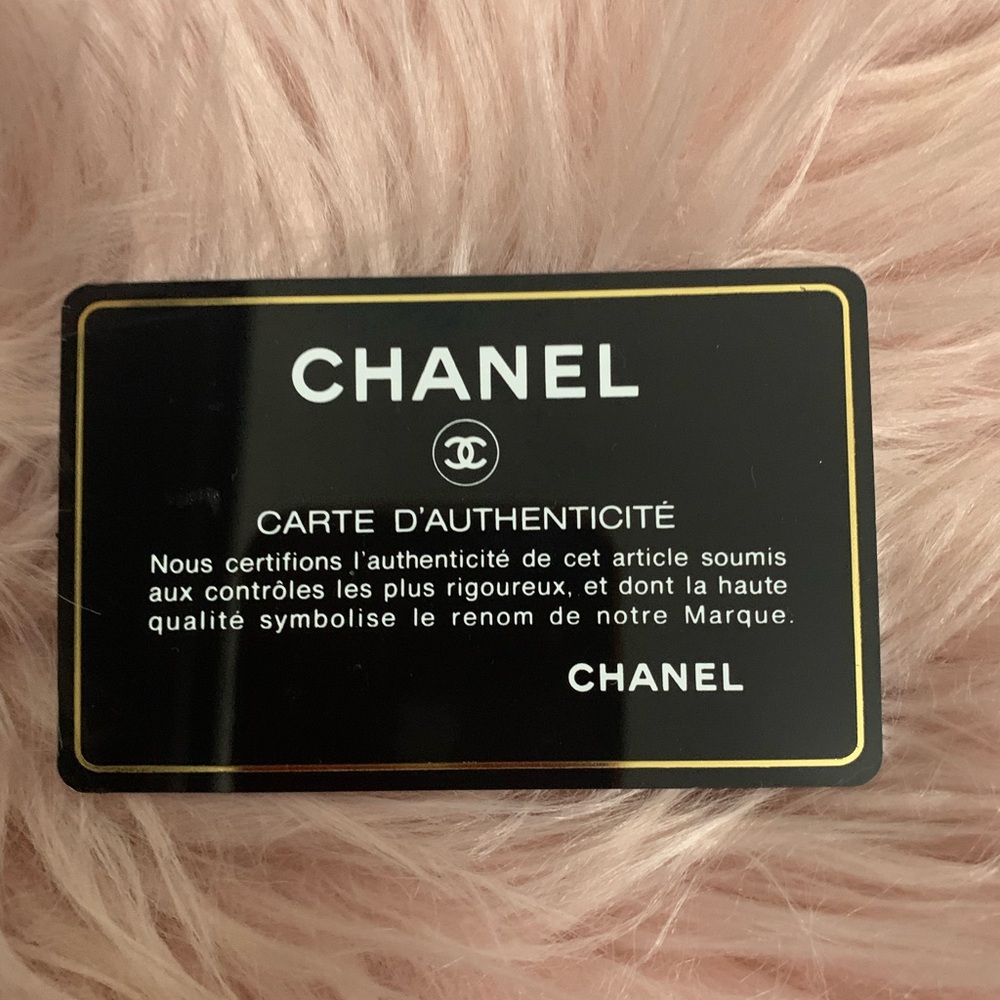 CHANEL
CARTE D'AUTHENTICITÉ
Nous certifions l'authenticité de cet article soumis
aux contrôles les plus rigoureux, et dont la haute
qualité symbolise le renom de notre Marque.
CHANEL